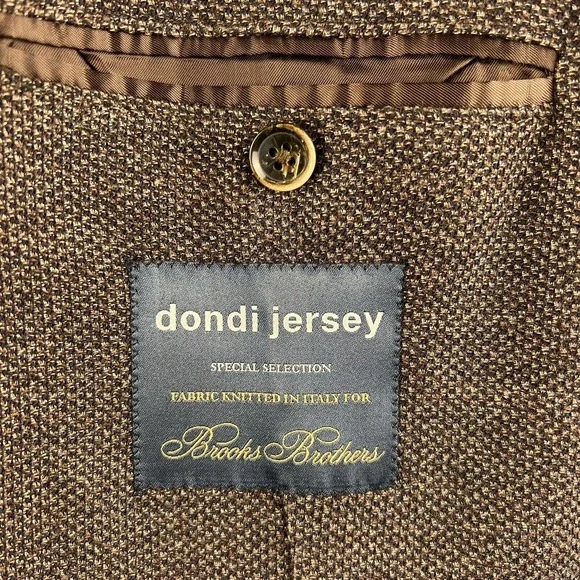 dondi jersey
SPECIAL SELECTION
FABRIC KNITTED IN ITALY FOR
Brooks Brothers